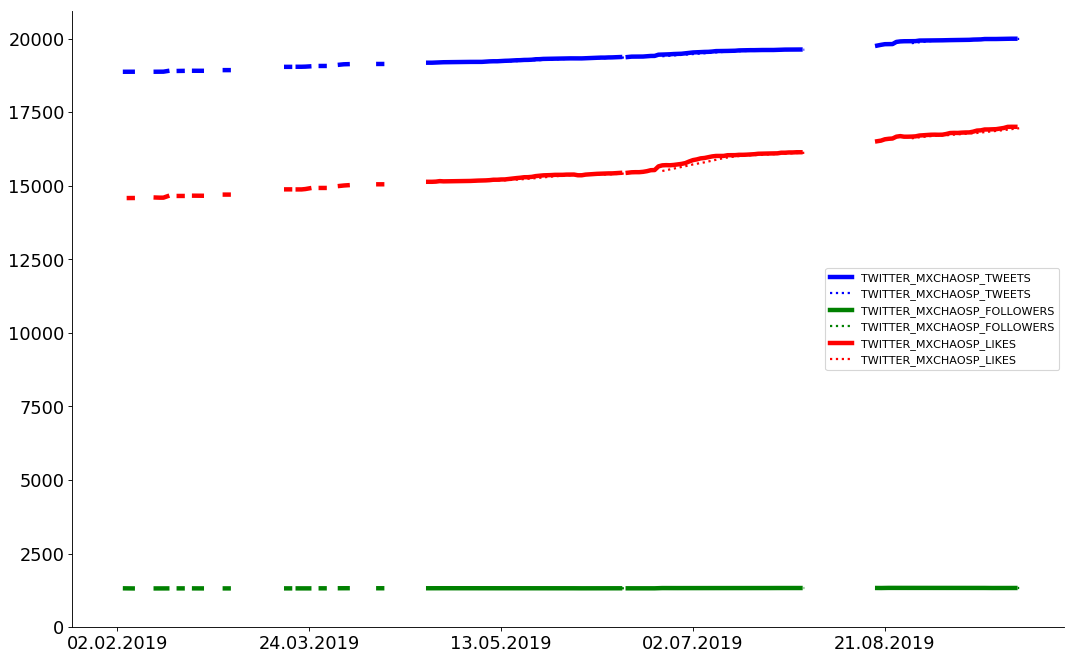 20000
17500
15000
12500
10000
7500
5000
2500
0
02.02.2019 24.03.2019 13.05.2019 02.07.2019 21.08.2019
TWITTER_MXCHAOSP_TWEETS
TWITTER_MXCHAOSP_TWEETS
TWITTER_MXCHAOSP_FOLLOWERS
TWITTER_MXCHAOSP_FOLLOWERS
TWITTER_MXCHAOSP_LIKES
TWITTER_MXCHAOSP_LIKES